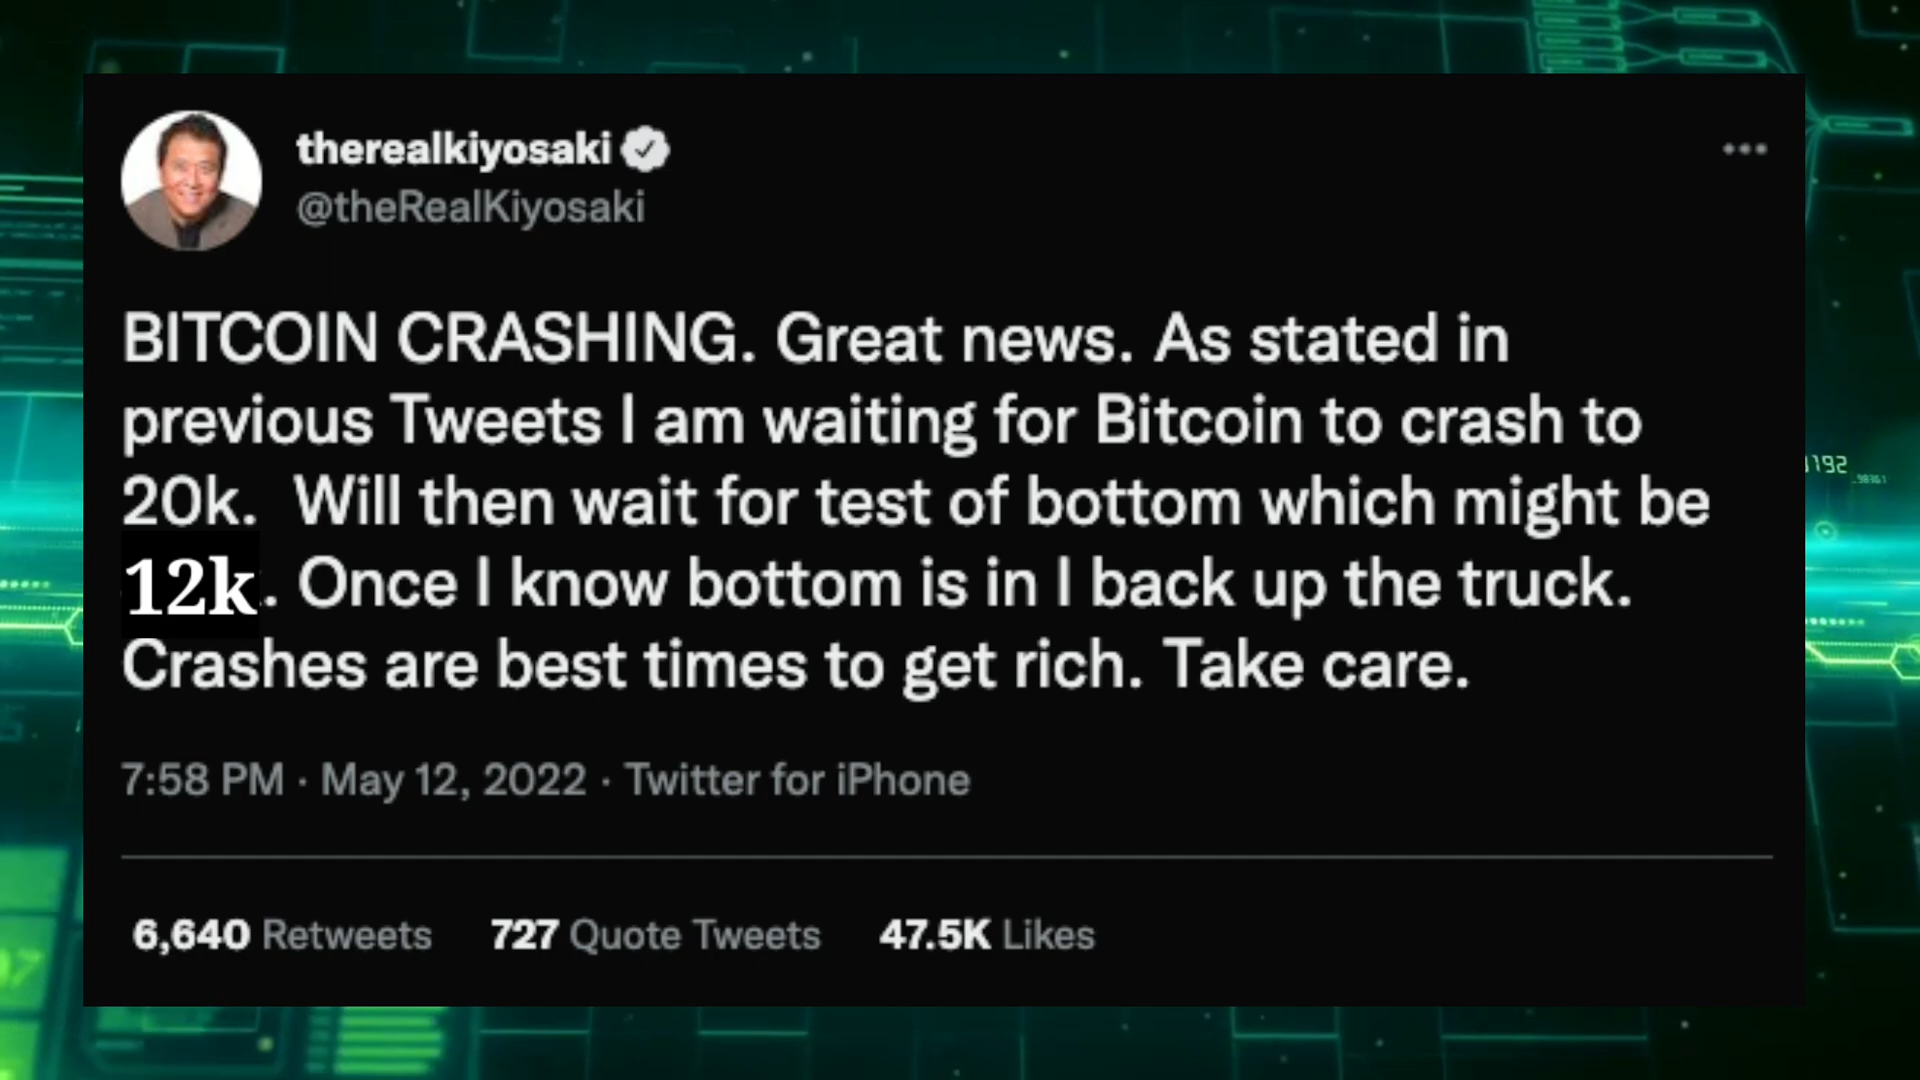 therealkiyosaki
@theRealKiyosaki
BITCOIN CRASHING. Great news. As stated in
previous Tweets I am waiting for Bitcoin to crash to
20k. Will then wait for test of bottom which might be
12k. Once I know bottom is in I back up the truck.
Crashes are best times to get rich. Take care.
7:58 PM · May 12, 2022 · Twitter for iPhone
6,640 Retweets 727 Quote Tweets 47.5K Likes